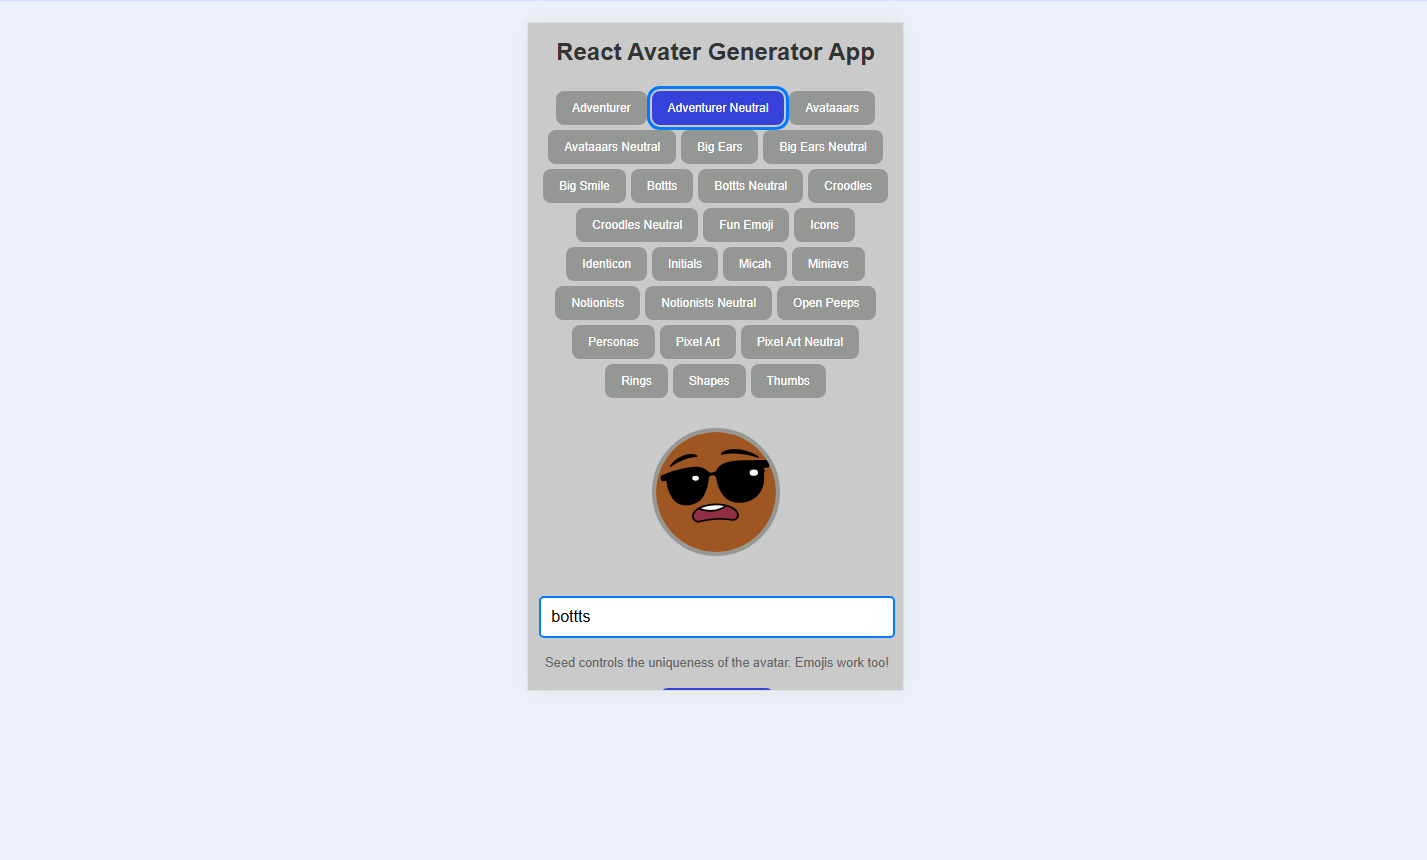 React Avater Generator App
Adventurer Adventurer Neutral Avataaars
Avataaars Neutral Big Ears Big Ears Neutral
Big Smile Bottts Bottts Neutral Croodles
Croodles Neutral Fun Emoji Icons
Identicon Initials Micah Miniavs
Notionists Notionists Neutral Open Peeps
Personas Pixel Art Pixel Art Neutral
Rings Shapes Thumbs
bottts
Seed controls the uniqueness of the avatar. Emojis work too!